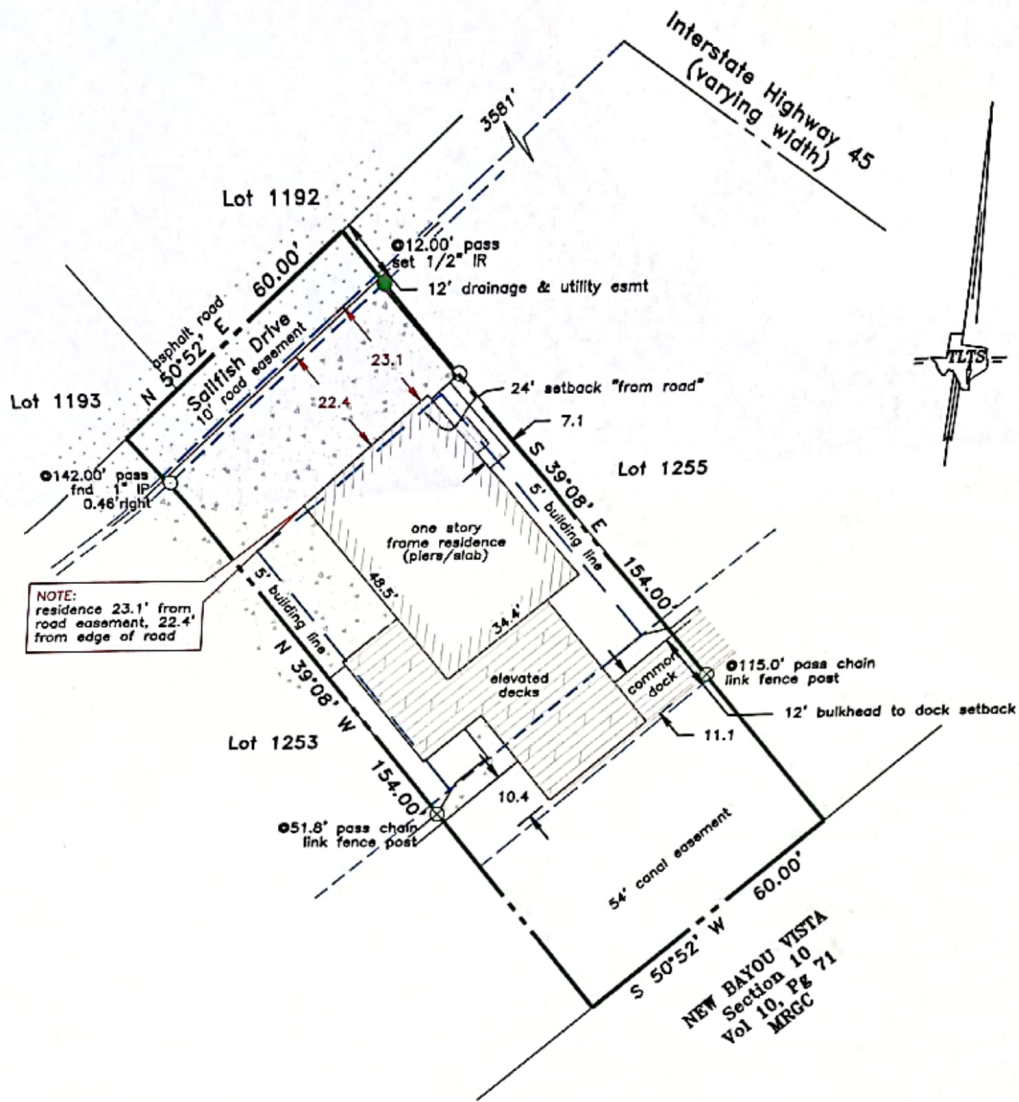 Interstate Highway 45
(varying width)
3581'
Lot 1192
@12.00' pass
set 1/2" IR
12' drainage & utility esmt
asphalt road
N 50°52' E 60.00'
Sailfish Drive
10' road easement
23.1
22.4
24' setback "from road"
7.1
TLTS
Lot 1193
@142.00' pass
fnd 1" IP
0.46'right
S 39°08' E 154.00'
Lot 1255
5' building line
one story
frame residence
(piers/slab)
48.5'
34.4'
NOTE:
residence 23.1' from
road easement, 22.4'
from edge of road
5' building line
N 39°08' W 154.00'
elevated
decks
common
dock
@115.0' pass chain
link fence post
12' bulkhead to dock setback
11.1
Lot 1253
10.4
@51.8' pass chain
link fence post
54' canal easement
S 50°52' W 60.00'
NEW BAYOU VISTA
Section 10
Vol 10, Pg 71
MRGC